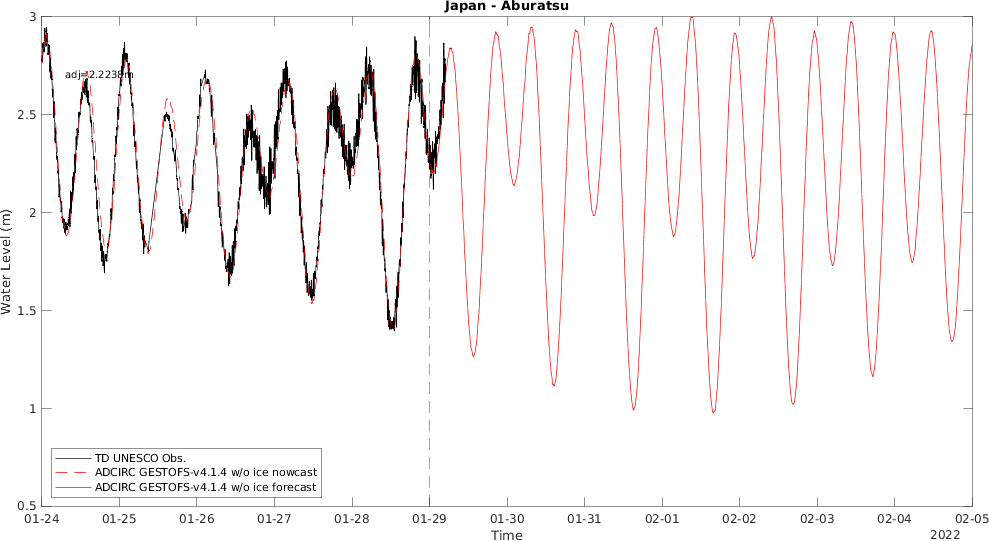 Japan - Aburatsu
3
adj=2.2238m
2.5
2
Water Level (m)
1.5
1
TD UNESCO Obs.
ADCIRC GESTOFS-v4.1.4 w/o ice nowcast
ADCIRC GESTOFS-v4.1.4 w/o ice forecast
0.5
01-24 01-25 01-26 01-27 01-28 01-29 01-30 01-31 02-01 02-02 02-03 02-04 02-05
Time
2022